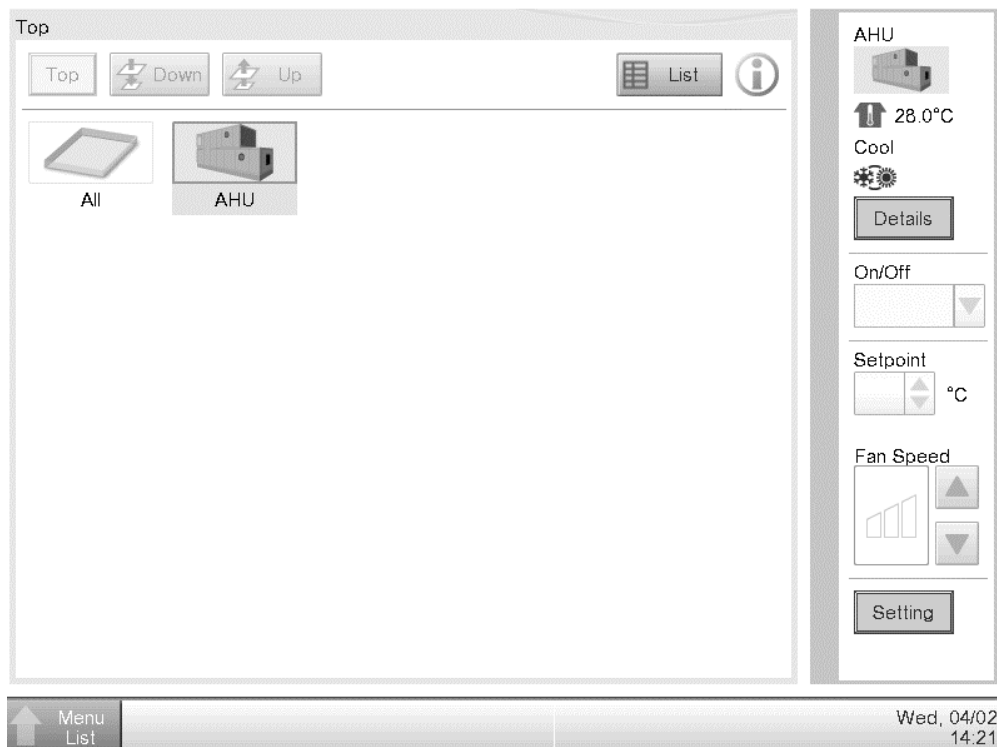 Top
Top
Down
Up
List
All
AHU
AHU
28.0°C
Cool
Details
On/Off
Setpoint
°C
Fan Speed
Setting
Menu
List
Wed, 04/02
14:21